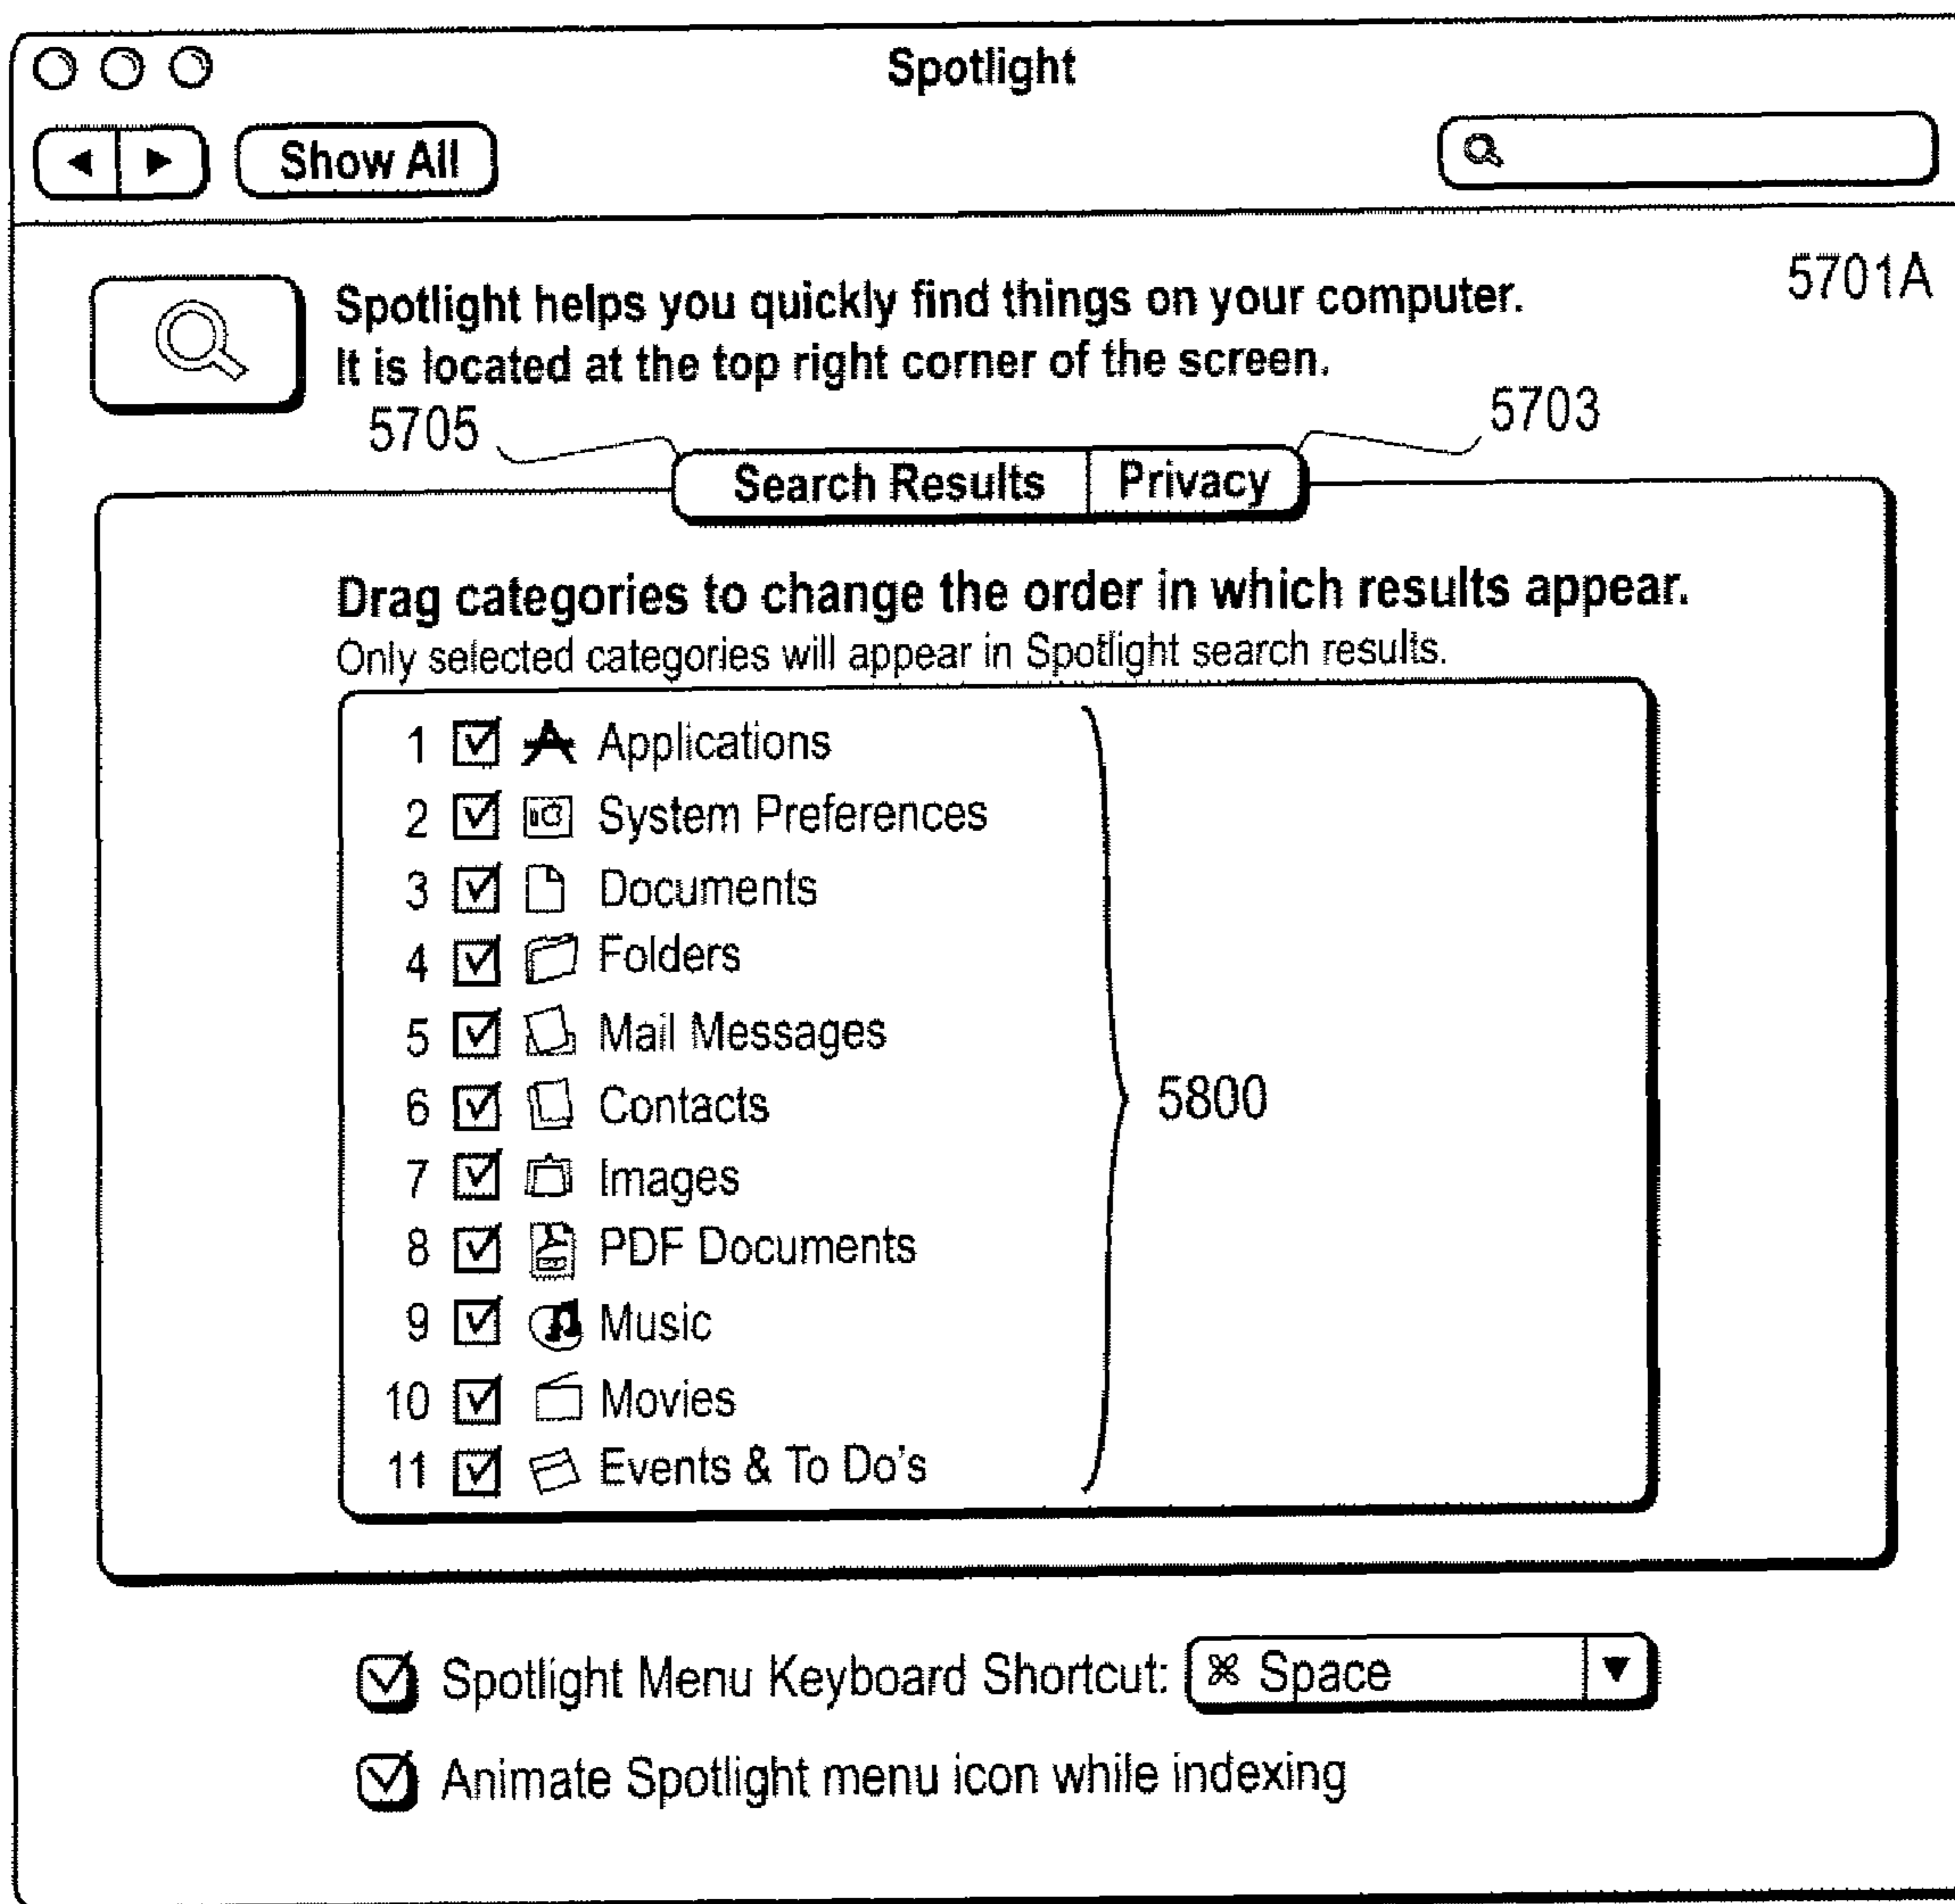 Spotlight
Show All
5701A
Spotlight helps you quickly find things on your computer.
It is located at the top right corner of the screen.
5705
5703
Search Results Privacy
Drag categories to change the order in which results appear.
Only selected categories will appear in Spotlight search results.
1 Applications
2 System Preferences
3 Documents
4 Folders
5 Mail Messages
6 Contacts
7 Images
8 PDF Documents
9 Music
10 Movies
11 Events & To Do's
5800
Spotlight Menu Keyboard Shortcut: ⌘ Space
Animate Spotlight menu icon while indexing